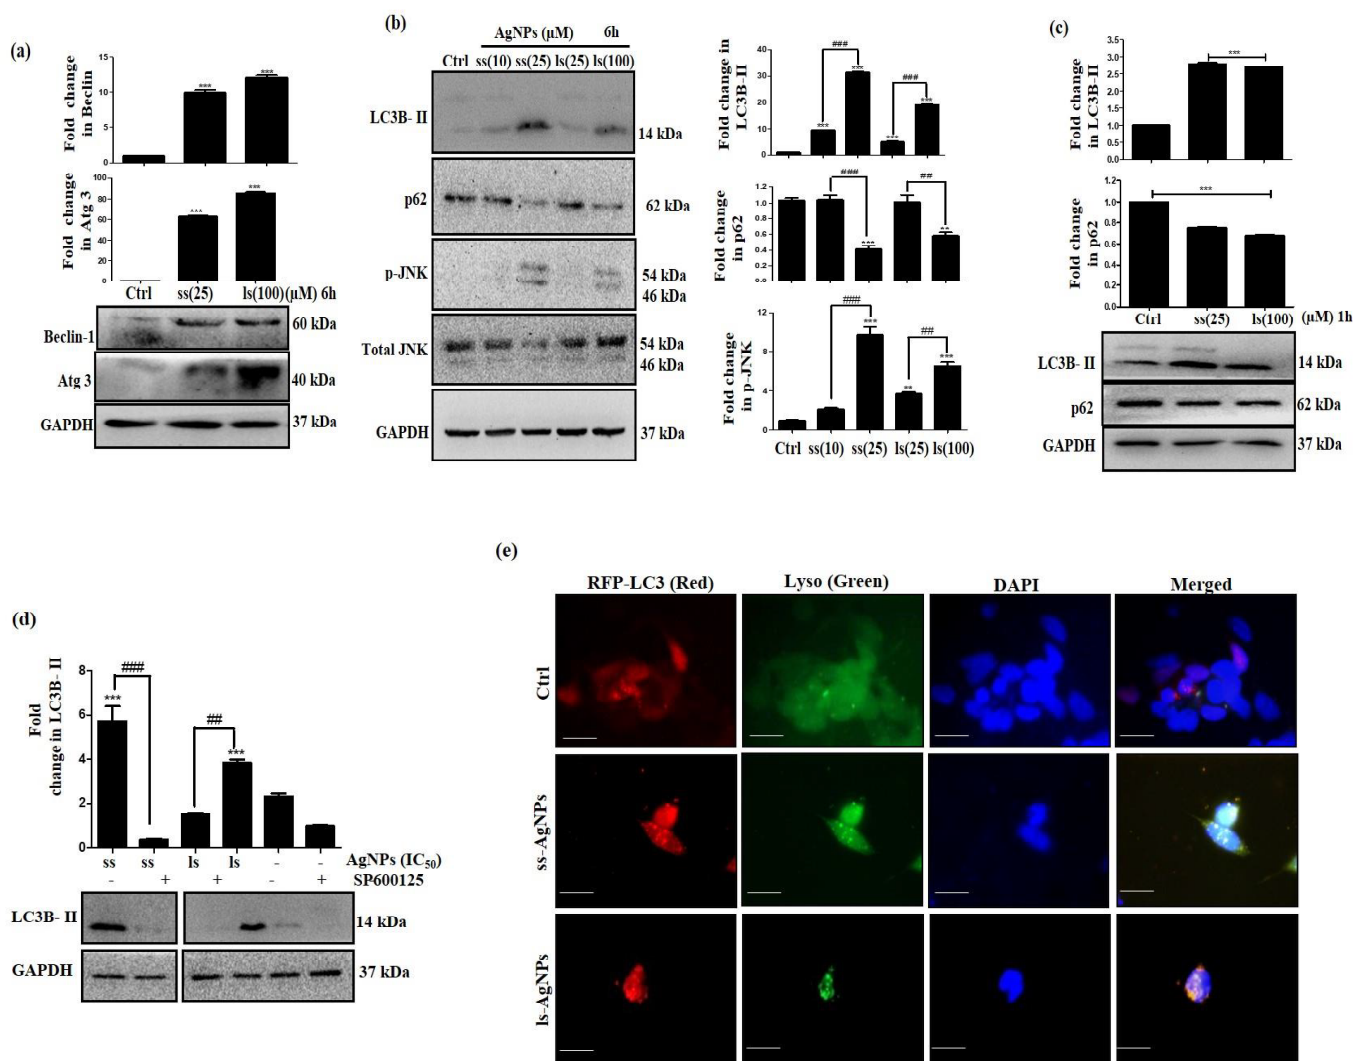 (a)
Fold change
in Beclin
15
10
5
0
***
***
Fold change
in Atg 3
100
80
60
40
20
0
***
***
Ctrl ss(25) ls(100) (μM) 6h
Beclin-1 60 kDa
Atg 3 40 kDa
GAPDH 37 kDa
(b)
AgNPs (μM) 6h
Ctrl ss(10) ss(25) ls(25) ls(100)
LC3B- II 14 kDa
p62 62 kDa
p-JNK 54 kDa
46 kDa
Total JNK 54 kDa
46 kDa
GAPDH 37 kDa
Fold change in
LC3B-II
40
30
20
10
0
###
###
***
***
***
***
Fold change
in p62
1.2
1.0
0.8
0.6
0.4
0.2
0.0
###
##
***
**
Fold change
in p-JNK
12
8
4
0
###
##
***
**
***
Ctrl ss(10) ss(25) ls(25) ls(100)
(c)
Fold change
in LC3B-II
3.5
3.0
2.5
2.0
1.5
1.0
0.5
0.0
***
Fold change
in p62
1.2
1.0
0.8
0.6
0.4
0.2
0.0
***
Ctrl ss(25) ls(100) (μM) 1h
LC3B- II 14 kDa
p62 62 kDa
GAPDH 37 kDa
(d)
Fold
change in LC3B- II
8
6
4
2
0
***
###
##
***
ss ss ls ls - - AgNPs (IC50)
- + + - - + SP600125
LC3B- II 14 kDa
GAPDH 37 kDa
(e)
RFP-LC3 (Red) Lyso (Green) DAPI Merged
Ctrl
ss-AgNPs
ls-AgNPs